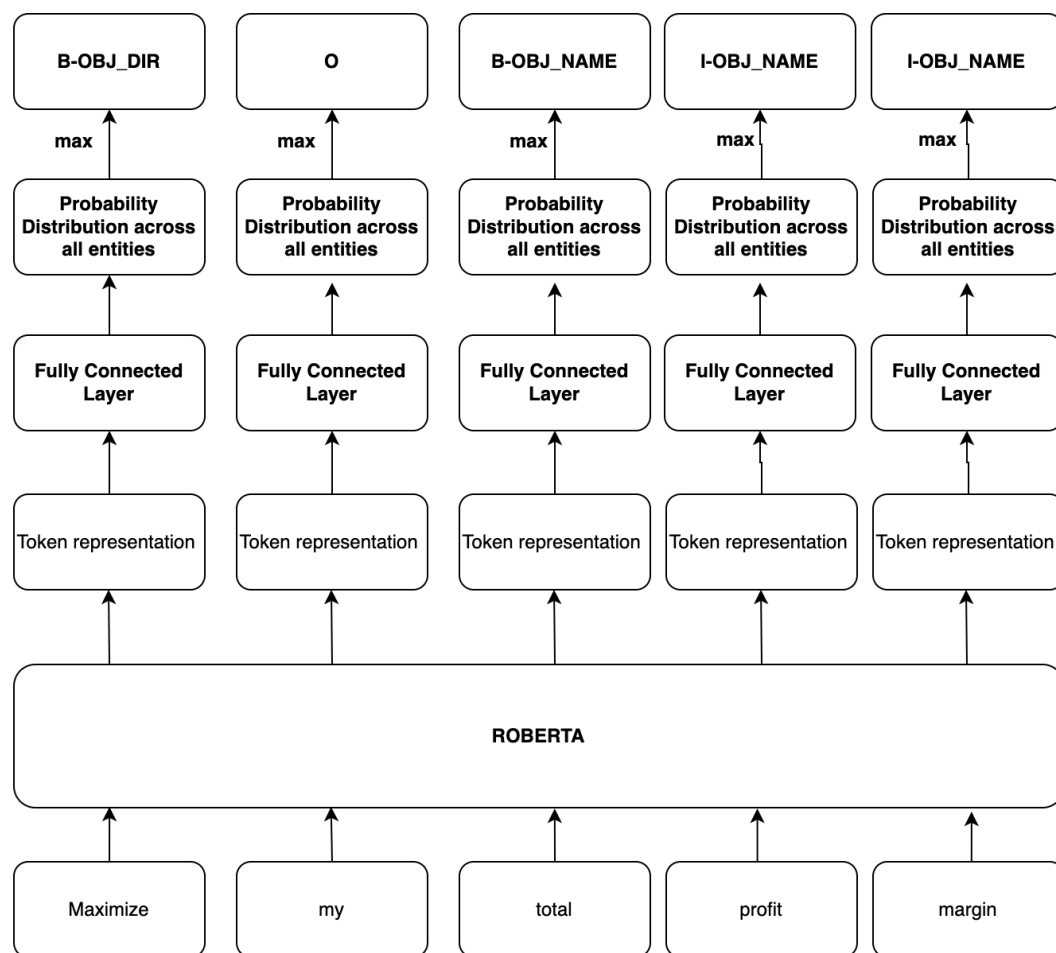 B-OBJ_DIR O B-OBJ_NAME I-OBJ_NAME I-OBJ_NAME
max max max max max
Probability Probability Probability Probability Probability
Distribution across Distribution across Distribution across Distribution across Distribution across
all entities all entities all entities all entities all entities
Fully Connected Fully Connected Fully Connected Fully Connected Fully Connected
Layer Layer Layer Layer Layer
Token representation Token representation Token representation Token representation Token representation
ROBERTA
Maximize my total profit margin